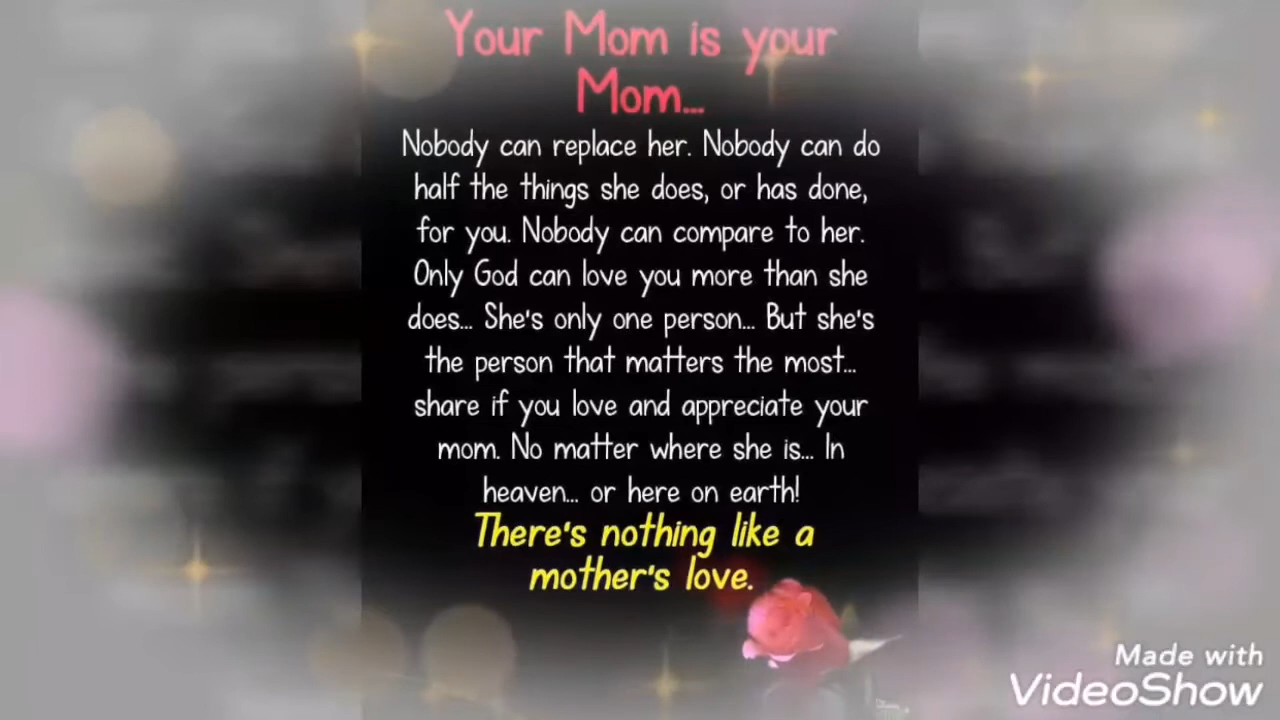 Your Mom is your
Mom...
Nobody can replace her. Nobody can do
half the things she does, or has done,
for you. Nobody can compare to her.
Only God can love you more than she
does... She's only one person... But she's
the person that matters the most...
share if you love and appreciate your
mom. No matter where she is... In
heaven... or here on earth!
There's nothing like a
mother's love.
Made with
VideoShow